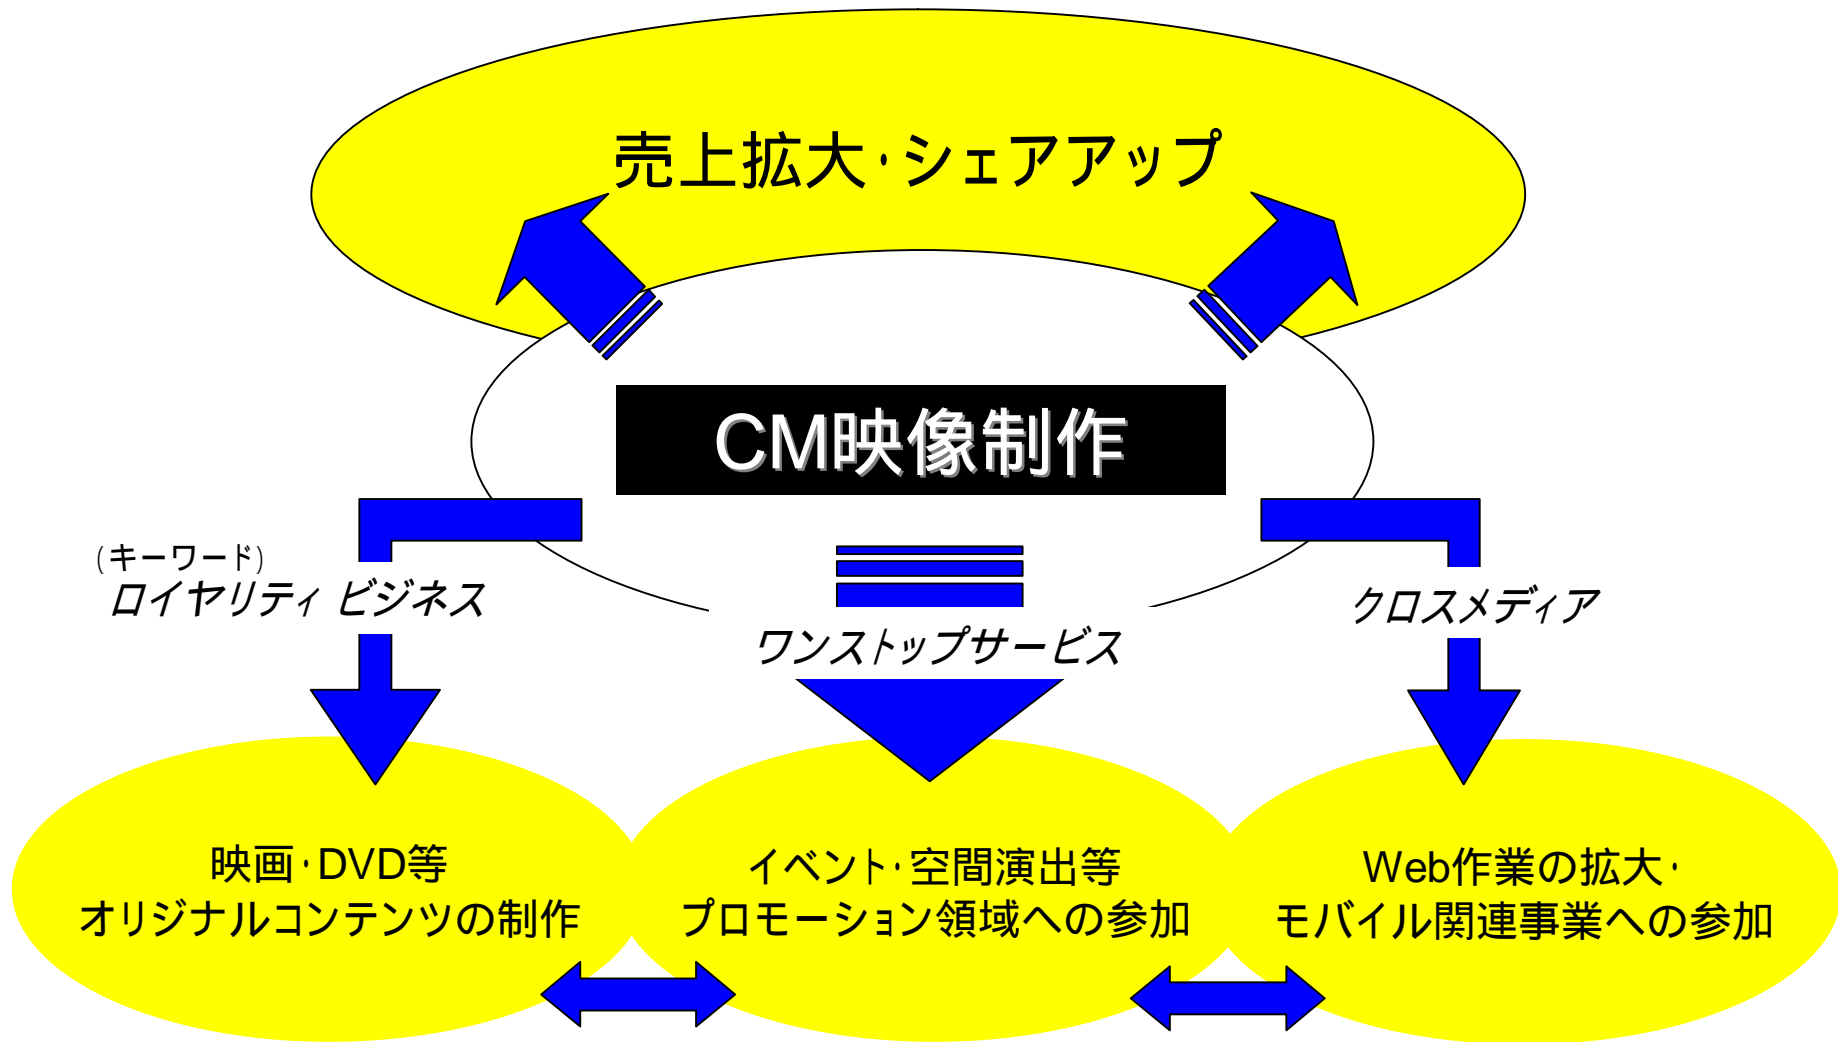 売上拡大・シェアアップ
CM映像制作
(キーワード)
ロイヤリティ ビジネス
ワンストップサービス
クロスメディア
映画・DVD等
オリジナルコンテンツの制作
イベント・空間演出等
プロモーション領域への参加
Web作業の拡大・
モバイル関連事業への参加